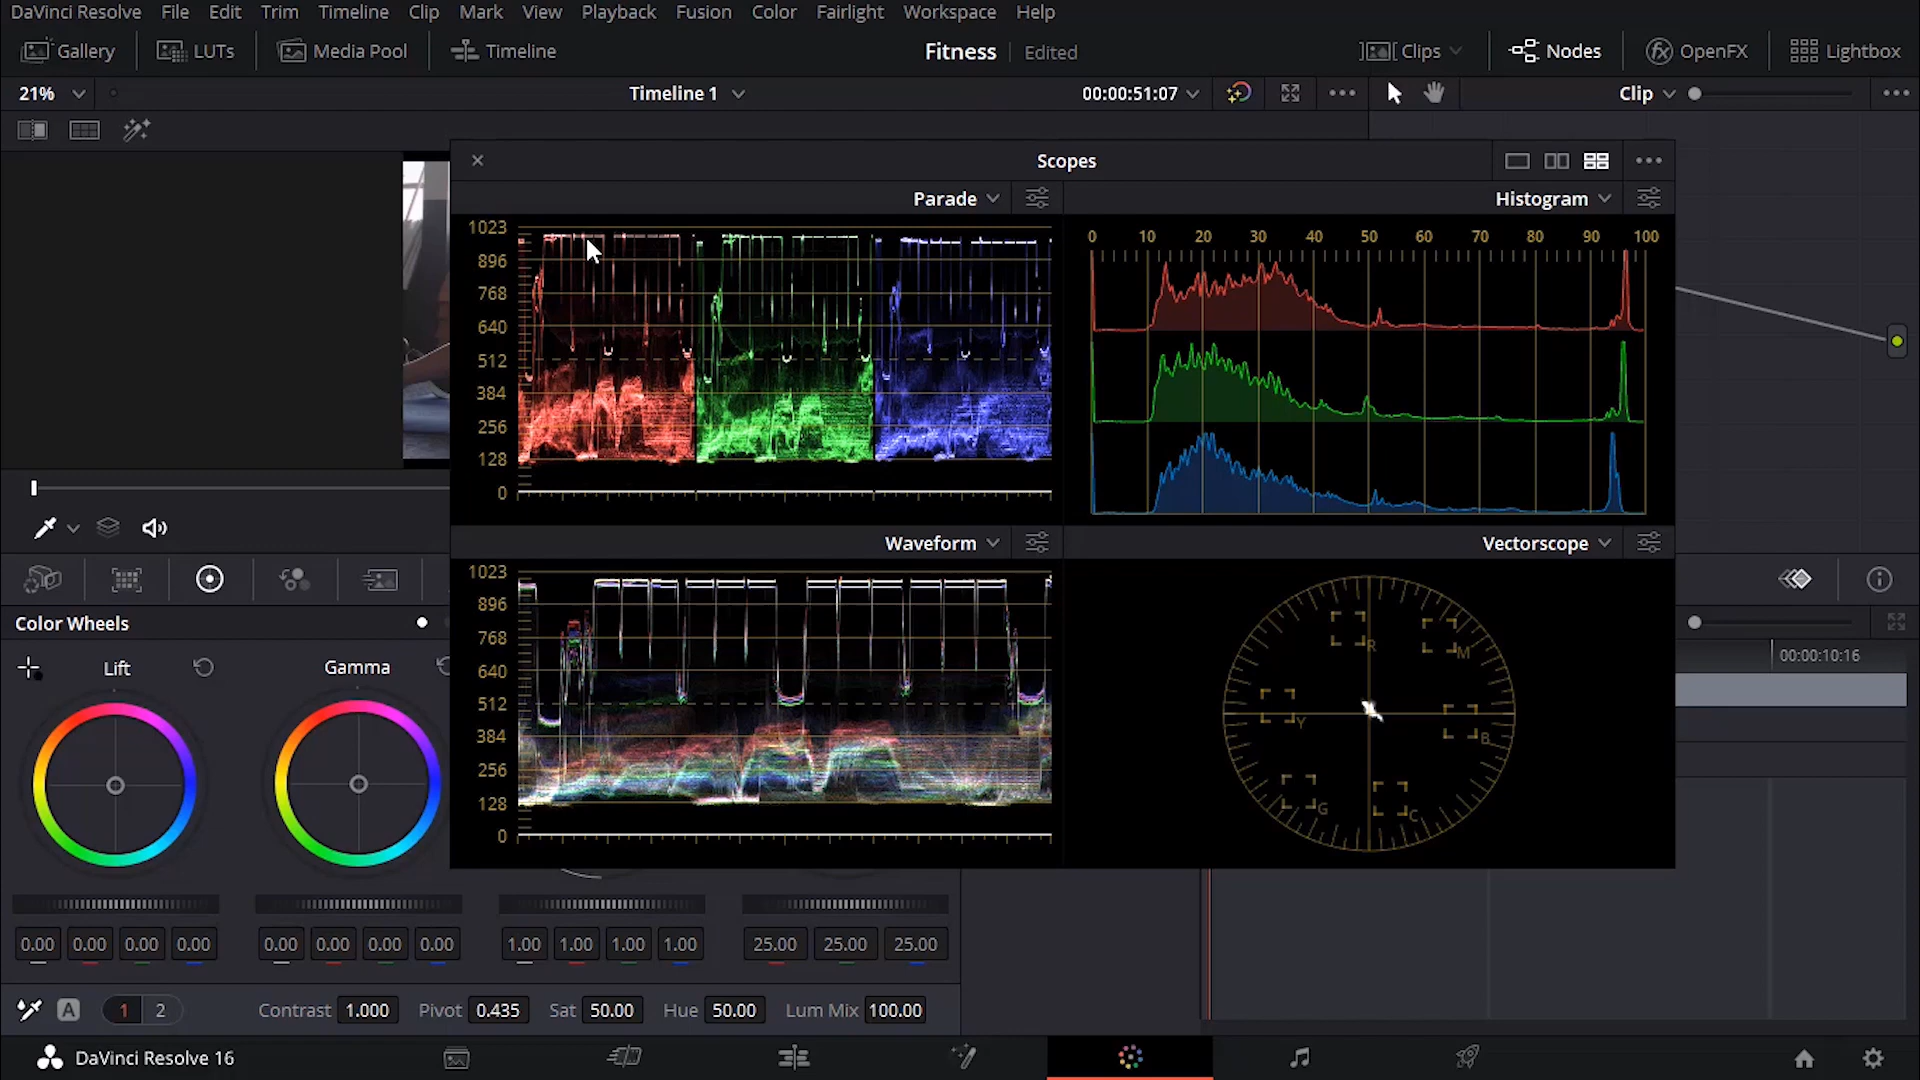 DaVinci Resolve File Edit Trim Timeline Clip Mark View Playback Fusion Color Fairlight Workspace Help
Gallery LUTs Media Pool Timeline Fitness Edited Clips Nodes OpenFX Lightbox
21% Timeline 1 00:00:51:07 Clip
Scopes
Parade Histogram
1023
896
768
640
512
384
256
128
0
0 10 20 30 40 50 60 70 80 90 100
Waveform Vectorscope
1023
896
768
640
512
384
256
128
0
R
M
Y
B
G
C
Color Wheels
Lift Gamma
00:00:10:16
0.00 0.00 0.00 0.00 0.00 0.00 0.00 0.00 1.00 1.00 1.00 1.00 25.00 25.00 25.00
A 1 2 Contrast 1.000 Pivot 0.435 Sat 50.00 Hue 50.00 Lum Mix 100.00
DaVinci Resolve 16